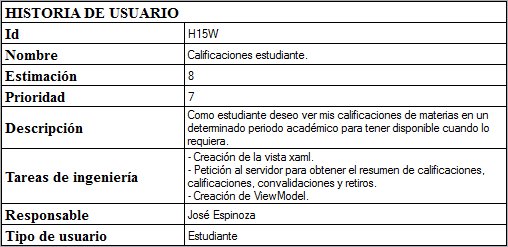 HISTORIA DE USUARIO
Id H15W
Nombre Calificaciones estudiante.
Estimación 8
Prioridad 7
Descripción Como estudiante deseo ver mis calificaciones de materias en un
determinado periodo académico para tener disponible cuando lo
requiera.
Tareas de ingeniería - Creación de la vista xaml.
- Petición al servidor para obtener el resumen de calificaciones,
calificaciones, convalidaciones y retiros.
- Creación de ViewModel.
Responsable José Espinoza
Tipo de usuario Estudiante